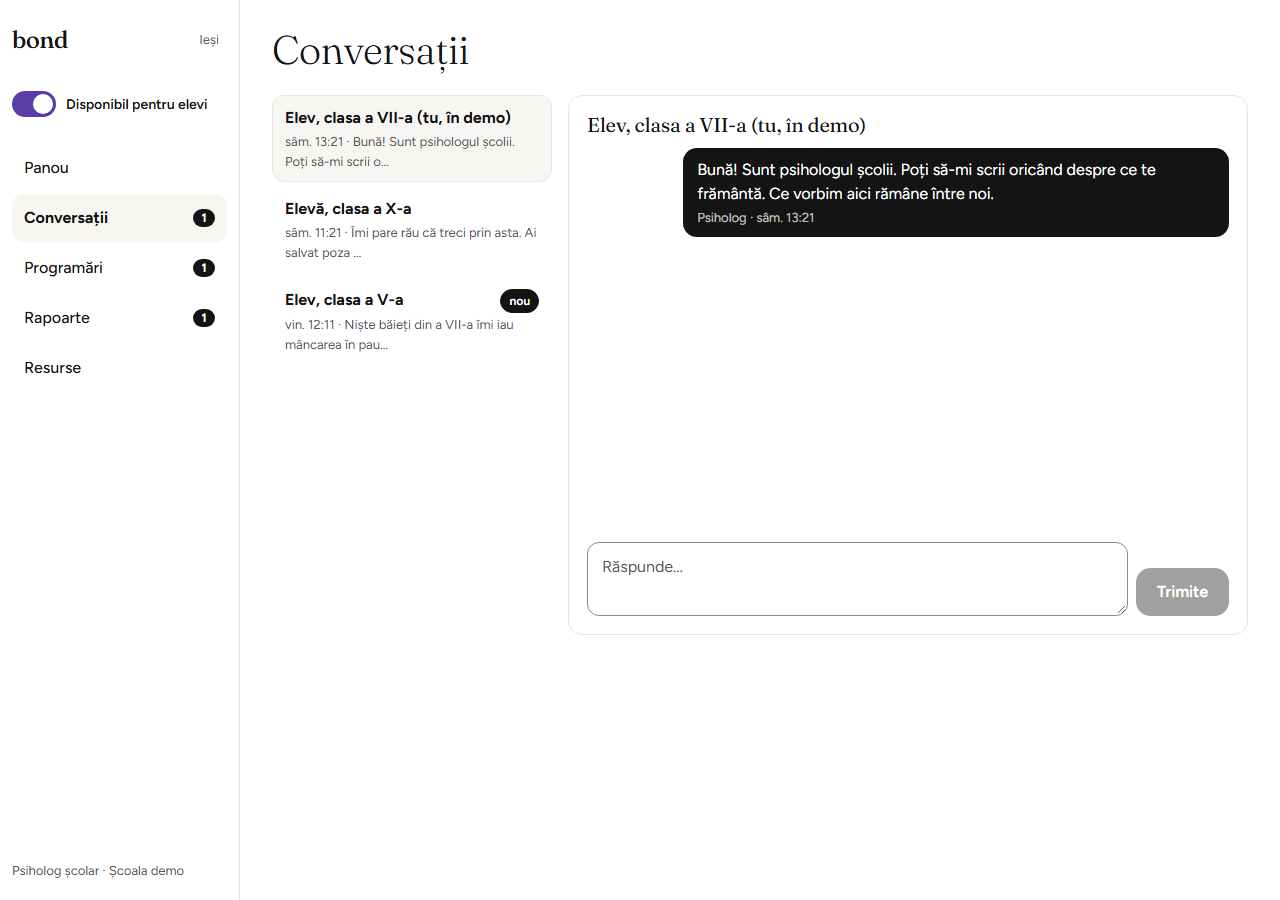 bond
Ieși
Disponibil pentru elevi
Panou
Conversații
1
Programări
1
Rapoarte
1
Resurse
Psiholog școlar · Școala demo
Conversații
Elev, clasa a VII-a (tu, în demo)
sâm. 13:21 · Bună! Sunt psihologul școlii.
Poți să-mi scrii o...
Elevă, clasa a X-a
sâm. 11:21 · Îmi pare rău că treci prin asta. Ai
salvat poza ...
Elev, clasa a V-a
nou
vin. 12:11 · Niște băieți din a VII-a îmi iau
mâncarea în pau...
Elev, clasa a VII-a (tu, în demo)
Bună! Sunt psihologul școlii. Poți să-mi scrii oricând despre ce te
frământă. Ce vorbim aici rămâne între noi.
Psiholog · sâm. 13:21
Răspunde...
Trimite